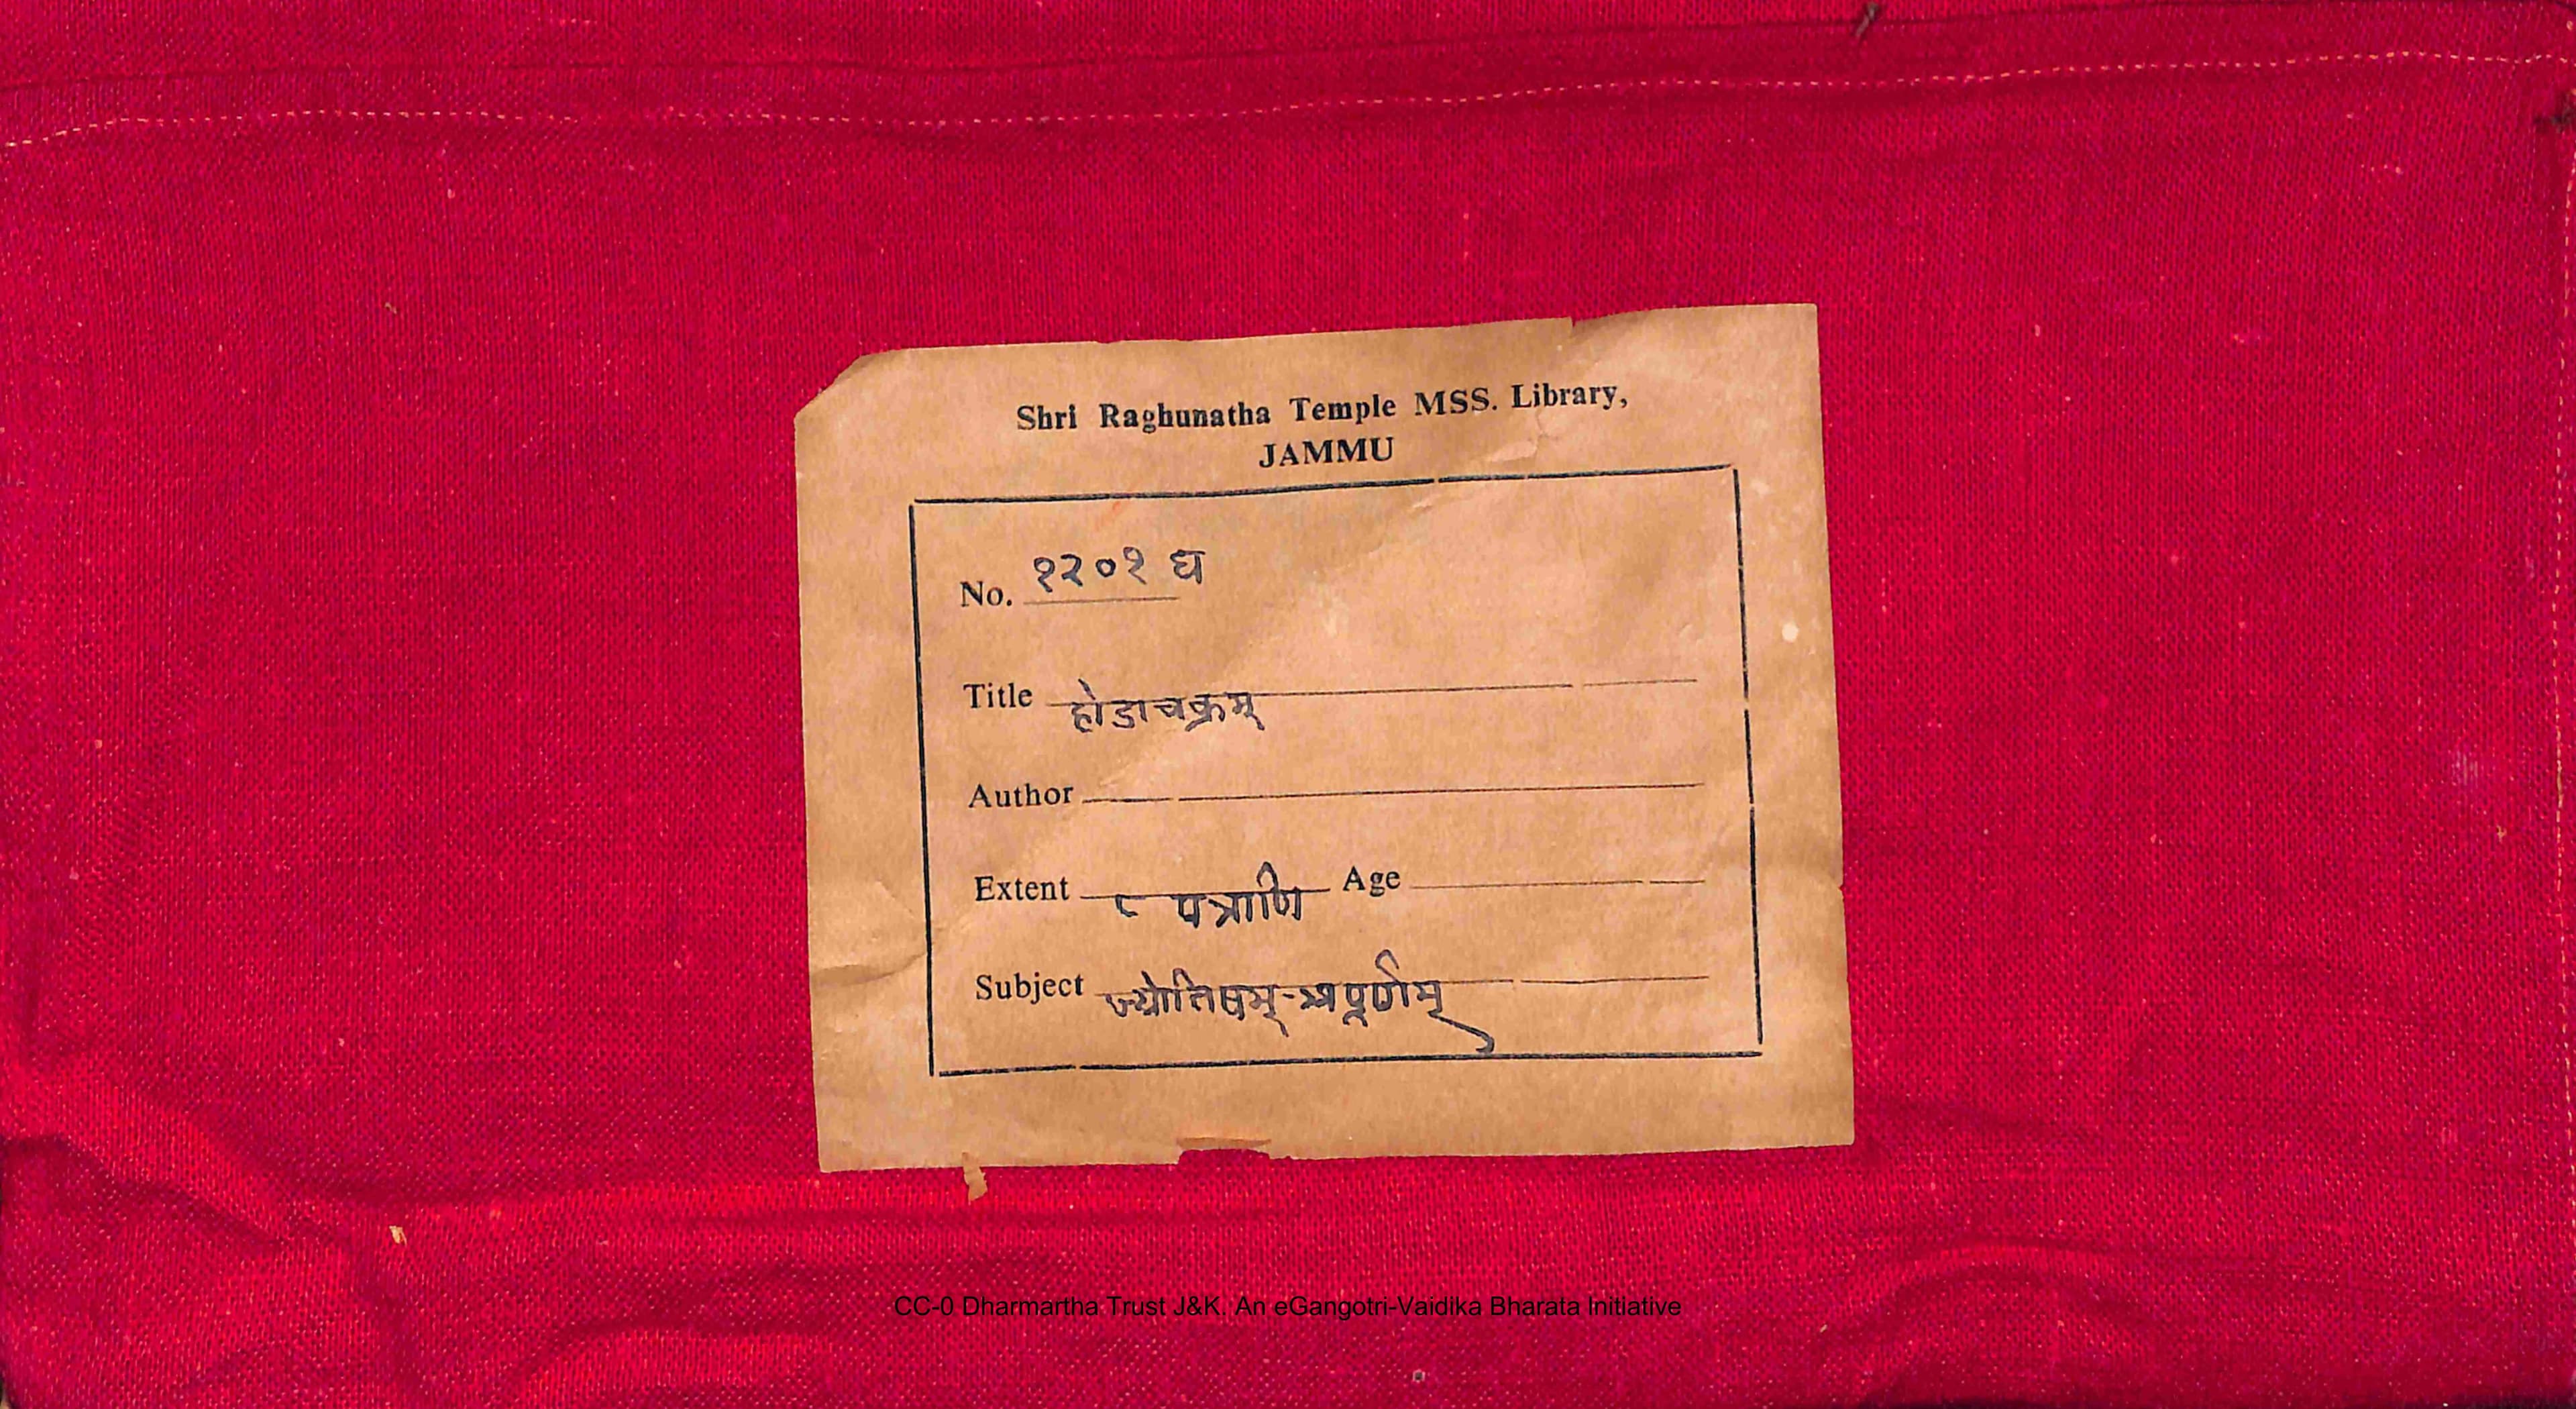 Shri Raghunatha Temple MSS. Library,
JAMMU
No. १२०१ घ
Title होडाचक्रम्
Author
Extent ८ पत्राणि Age
Subject ज्योतिषम्-अपूर्णम्
CC-0 Dharmartha Trust J&K. An eGangotri-Vaidika Bharata Initiative